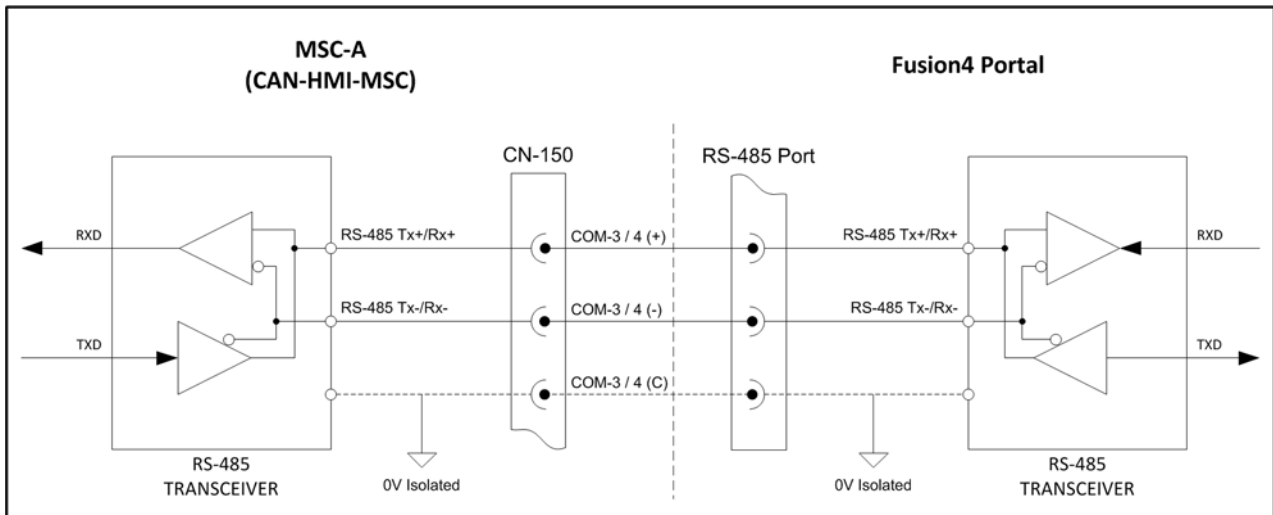 MSC-A
(CAN-HMI-MSC)
Fusion4 Portal
CN-150
RS-485 Port
RXD
RS-485 Tx+/Rx+
COM-3 / 4 (+)
RS-485 Tx+/Rx+
RXD
RS-485 Tx-/Rx-
COM-3 / 4 (-)
RS-485 Tx-/Rx-
TXD
TXD
COM-3 / 4 (C)
RS-485
TRANSCEIVER
0V Isolated
0V Isolated
RS-485
TRANSCEIVER